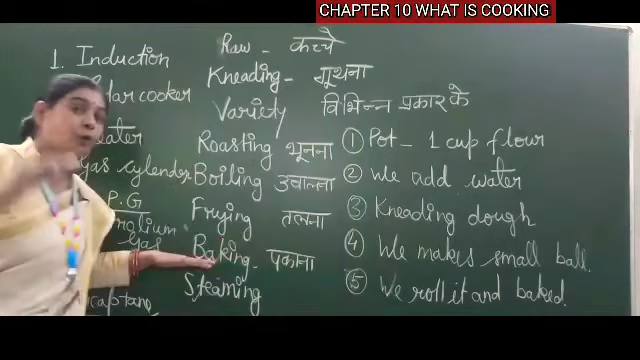 CHAPTER 10 WHAT IS COOKING
1. Induction
cooker
Gas cylender
P.G
Gas
Raw - कच्चे
Kneading - गूथना
Variety विभिन्न प्रकार के
Roasting भूनना
Boiling उबालना
Frying तलना
Baking - पकाना
Steaming
① Pot - 1 cup flour
② We add water
③ Kneading dough
④ We makes small ball.
⑤ We roll it and baked.